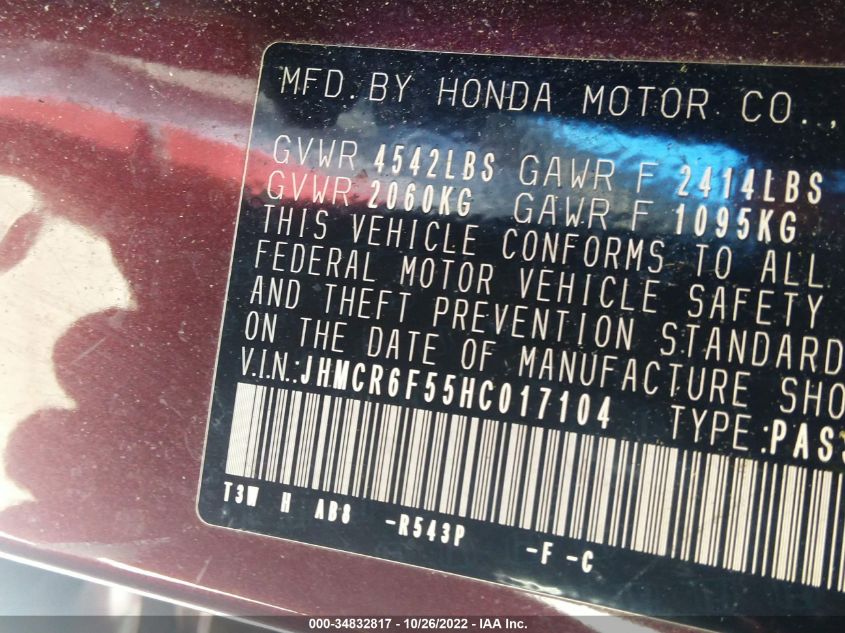 MFD. BY HONDA MOTOR CO.,
GVWR 4542LBS GAWR F 2414LBS
GVWR 2060KG GAWR F 1095KG
THIS VEHICLE CONFORMS TO ALL
FEDERAL MOTOR VEHICLE SAFETY
AND THEFT PREVENTION STANDARD
ON THE DATE OF MANUFACTURE SHO
V.I.N.:JHMCR6F55HC017104 TYPE:PASS
T3W H AB8 -R543P -F -C
000-34832817 - 10/26/2022 - IAA Inc.